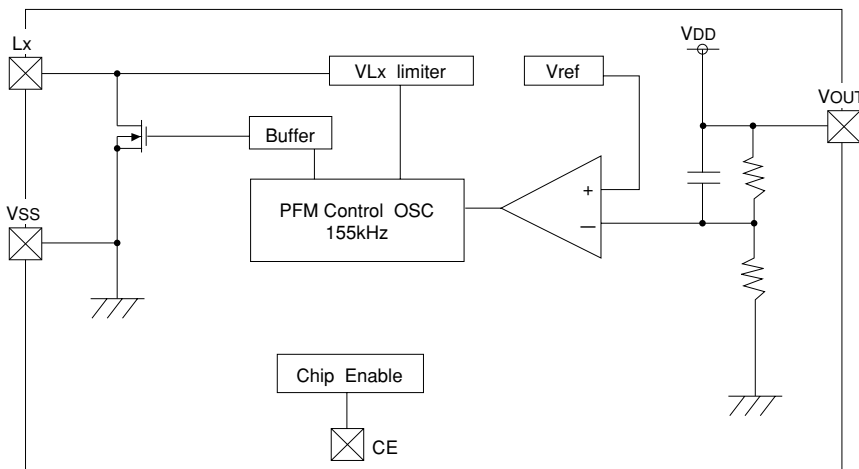 Lx
VLx limiter
Vref
VDD
VOUT
Buffer
+
PFM Control OSC
155kHz
—
VSS
Chip Enable
CE